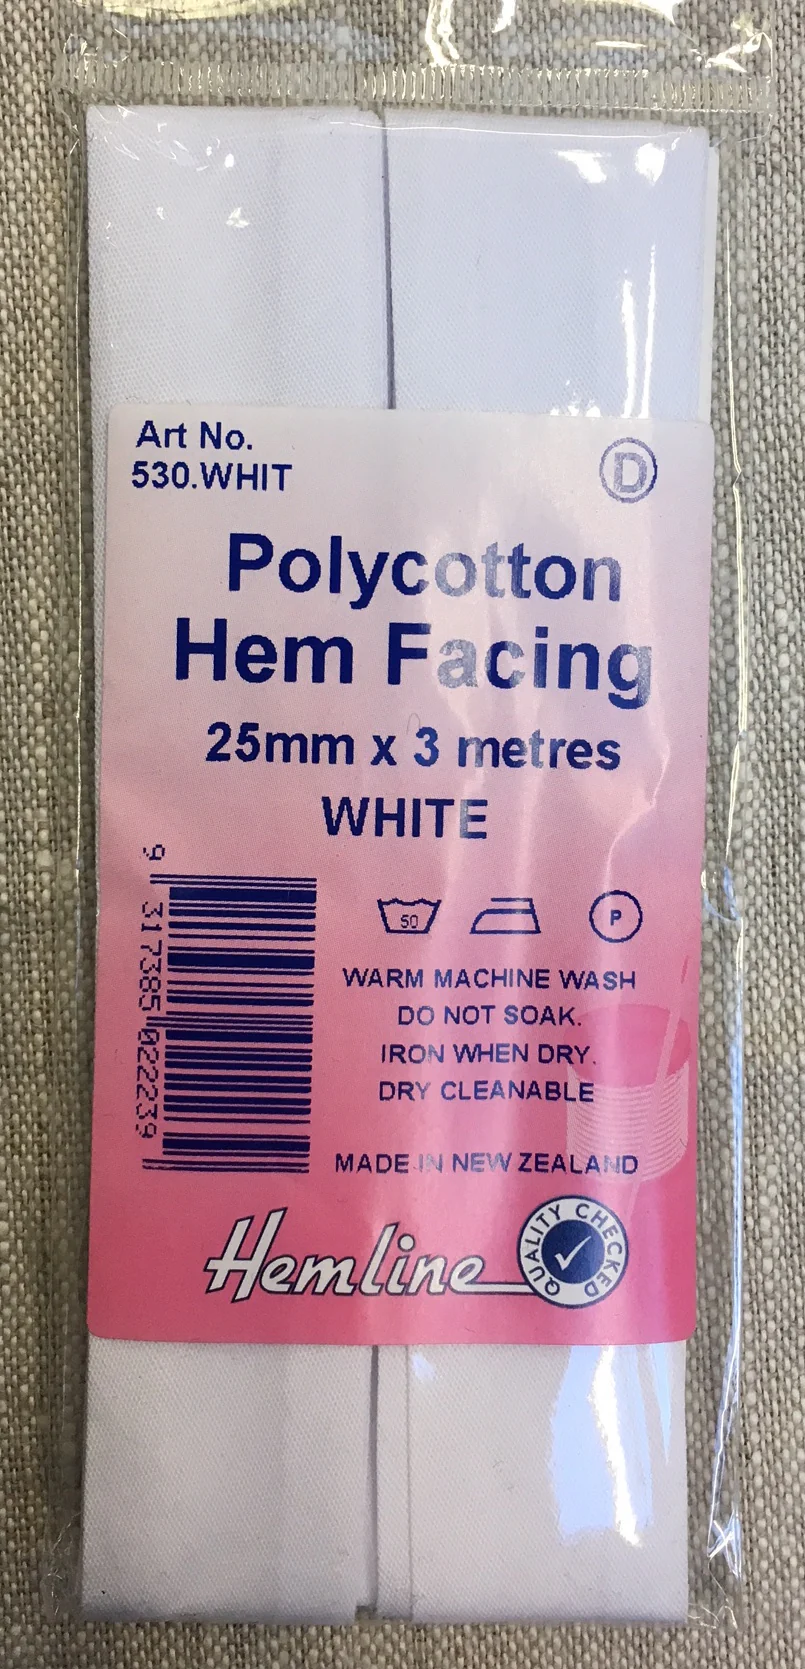 Art No.
530.WHIT
D
Polycotton
Hem Facing
25mm x 3 metres
WHITE
9 317385 022239
50
P
WARM MACHINE WASH
DO NOT SOAK.
IRON WHEN DRY.
DRY CLEANABLE
MADE IN NEW ZEALAND
Hemline
QUALITY CHECKED